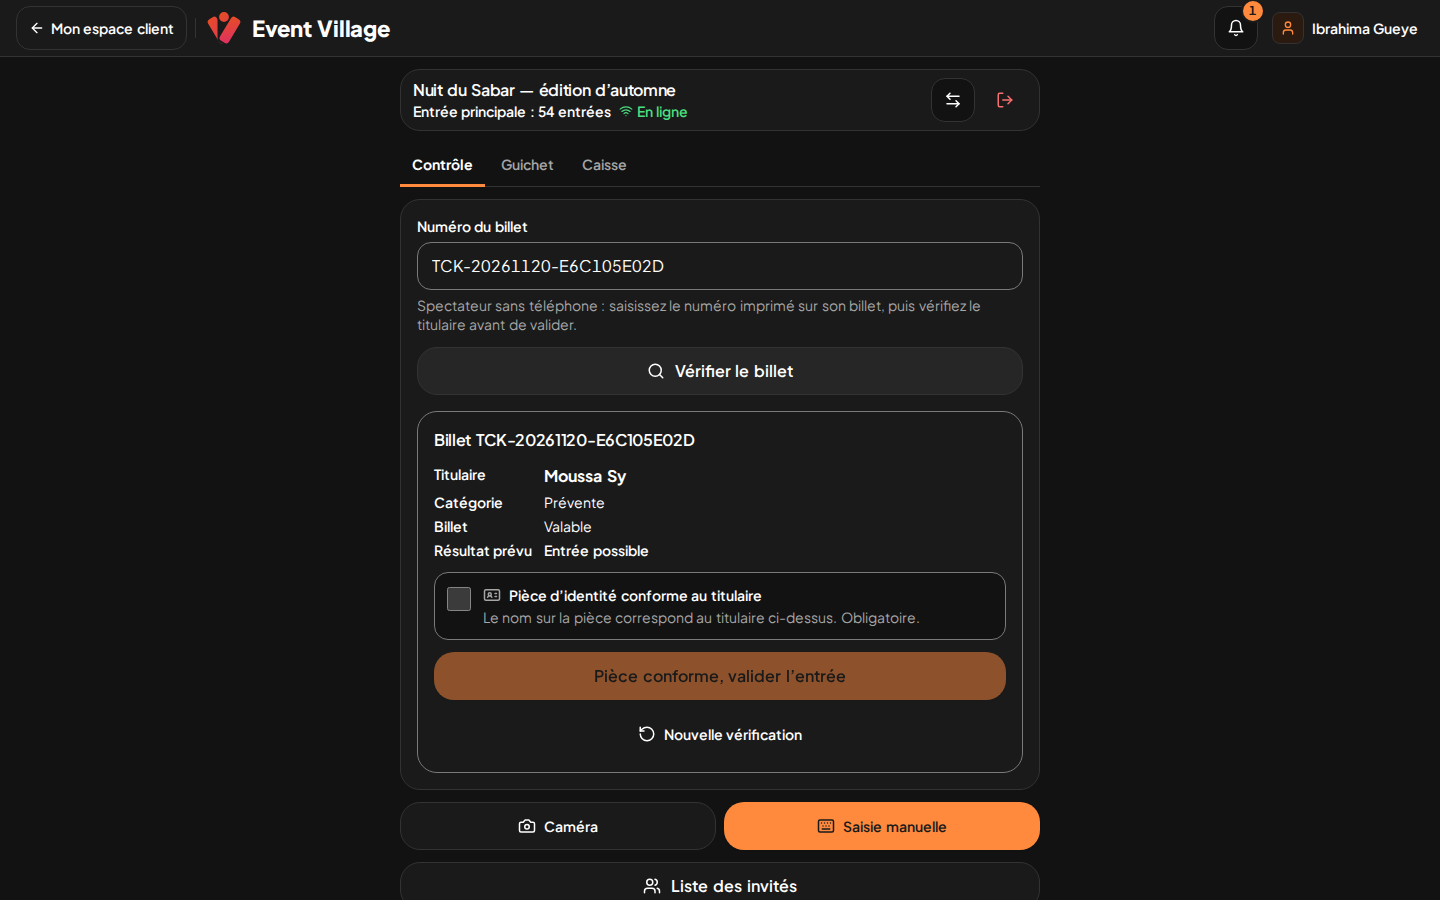 Mon espace client
Event Village
1
Ibrahima Gueye
Nuit du Sabar — édition d’automne
Entrée principale : 54 entrées
En ligne
Contrôle
Guichet
Caisse
Numéro du billet
TCK-20261120-E6C105E02D
Spectateur sans téléphone : saisissez le numéro imprimé sur son billet, puis vérifiez le
titulaire avant de valider.
Vérifier le billet
Billet TCK-20261120-E6C105E02D
Titulaire Moussa Sy
Catégorie Prévente
Billet Valable
Résultat prévu Entrée possible
Pièce d’identité conforme au titulaire
Le nom sur la pièce correspond au titulaire ci-dessus. Obligatoire.
Pièce conforme, valider l’entrée
Nouvelle vérification
Caméra
Saisie manuelle
Liste des invités